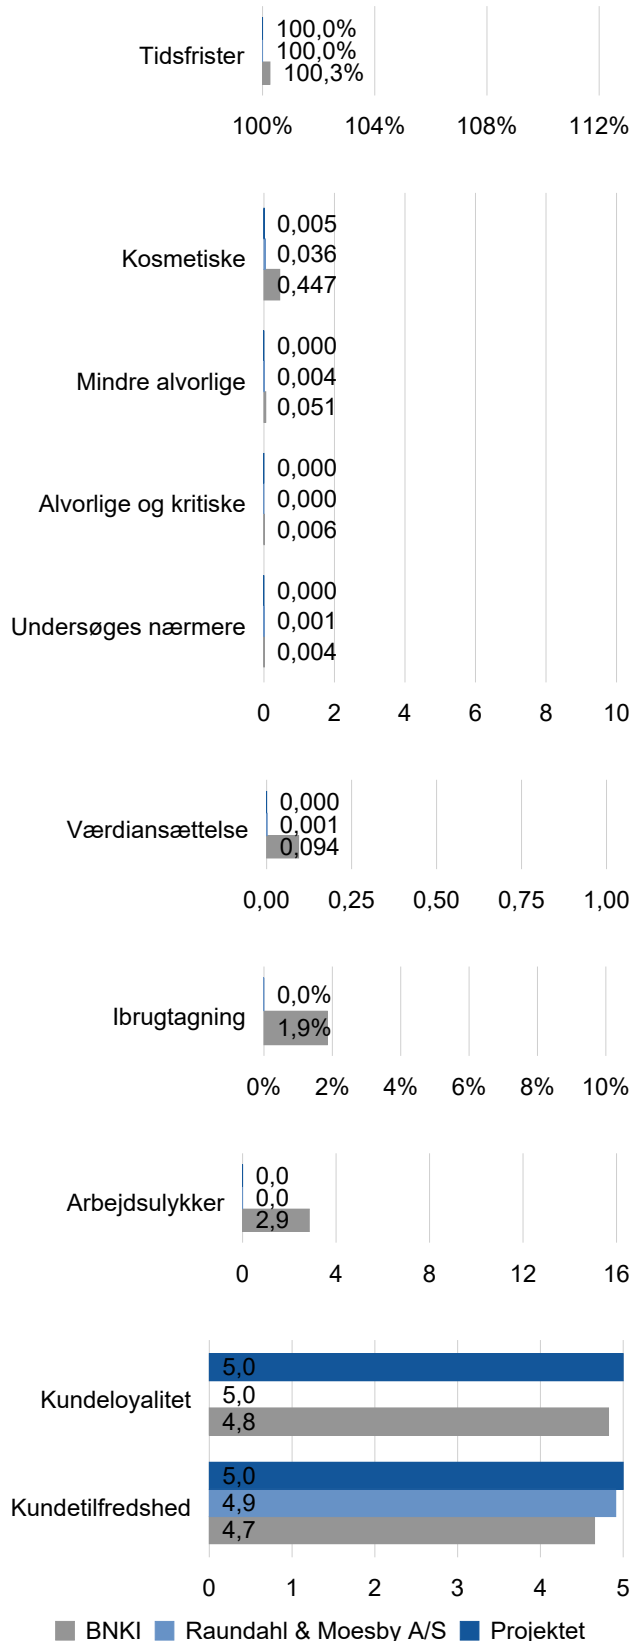 100,0%
Tidsfrister
100,0%
100,3%
100% 104% 108% 112%
0,005
Kosmetiske
0,036
0,447
0,000
Mindre alvorlige
0,004
0,051
0,000
Alvorlige og kritiske
0,000
0,006
0,000
Undersøges nærmere
0,001
0,004
0 2 4 6 8 10
0,000
Værdiansættelse
0,001
0,094
0,00 0,25 0,50 0,75 1,00
0,0%
Ibrugtagning
1,9%
0% 2% 4% 6% 8% 10%
0,0
Arbejdsulykker
0,0
2,9
0 4 8 12 16
5,0
Kundeloyalitet
5,0
4,8
5,0
Kundetilfredshed
4,9
4,7
0 1 2 3 4 5
BNKI Raundahl & Moesby A/S Projektet